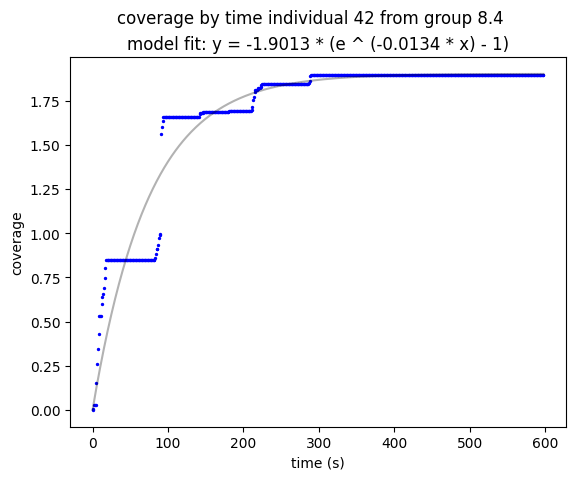 coverage by time individual 42 from group 8.4
model fit: y = -1.9013 * (e ^ (-0.0134 * x) - 1)
coverage
1.75
1.50
1.25
1.00
0.75
0.50
0.25
0.00
0 100 200 300 400 500 600
time (s)